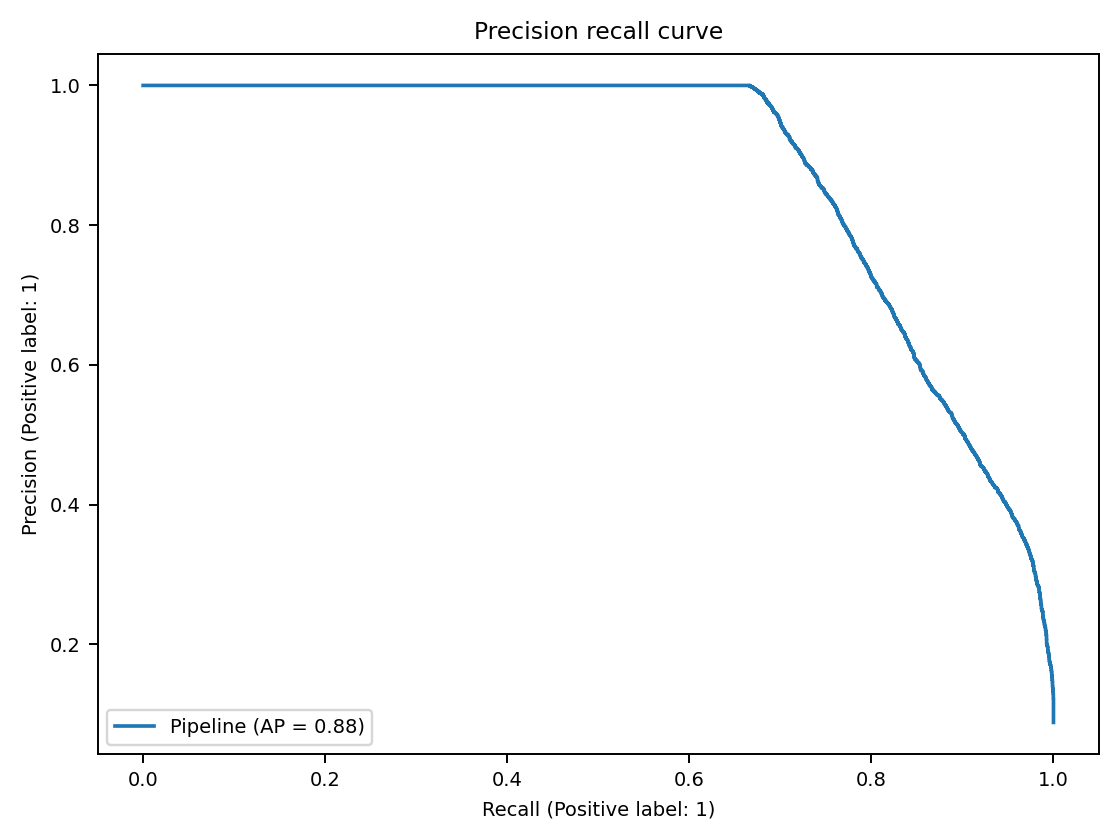 Precision recall curve
1.0
0.8
0.6
0.4
0.2
Precision (Positive label: 1)
Pipeline (AP = 0.88)
0.0 0.2 0.4 0.6 0.8 1.0
Recall (Positive label: 1)